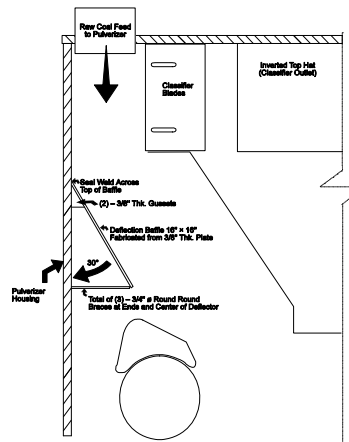 Raw Coal Feed
to Pulverizer
Classifier
Blades
Inverted Top Hat
(Classifier Outlet)
Seal Weld Across
Top of Baffle
(2) – 3/8" Thk. Gussets
Deflection Baffle 16" × 16"
Fabricated from 3/8" Thk. Plate
30°
Pulverizer
Housing
Total of (3) – 3/4" ø Round Round
Braces at Ends and Center of Deflector